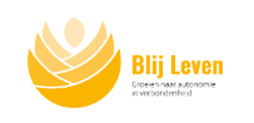 Blij Leven
Groeien naar autonomie
in verbondenheid